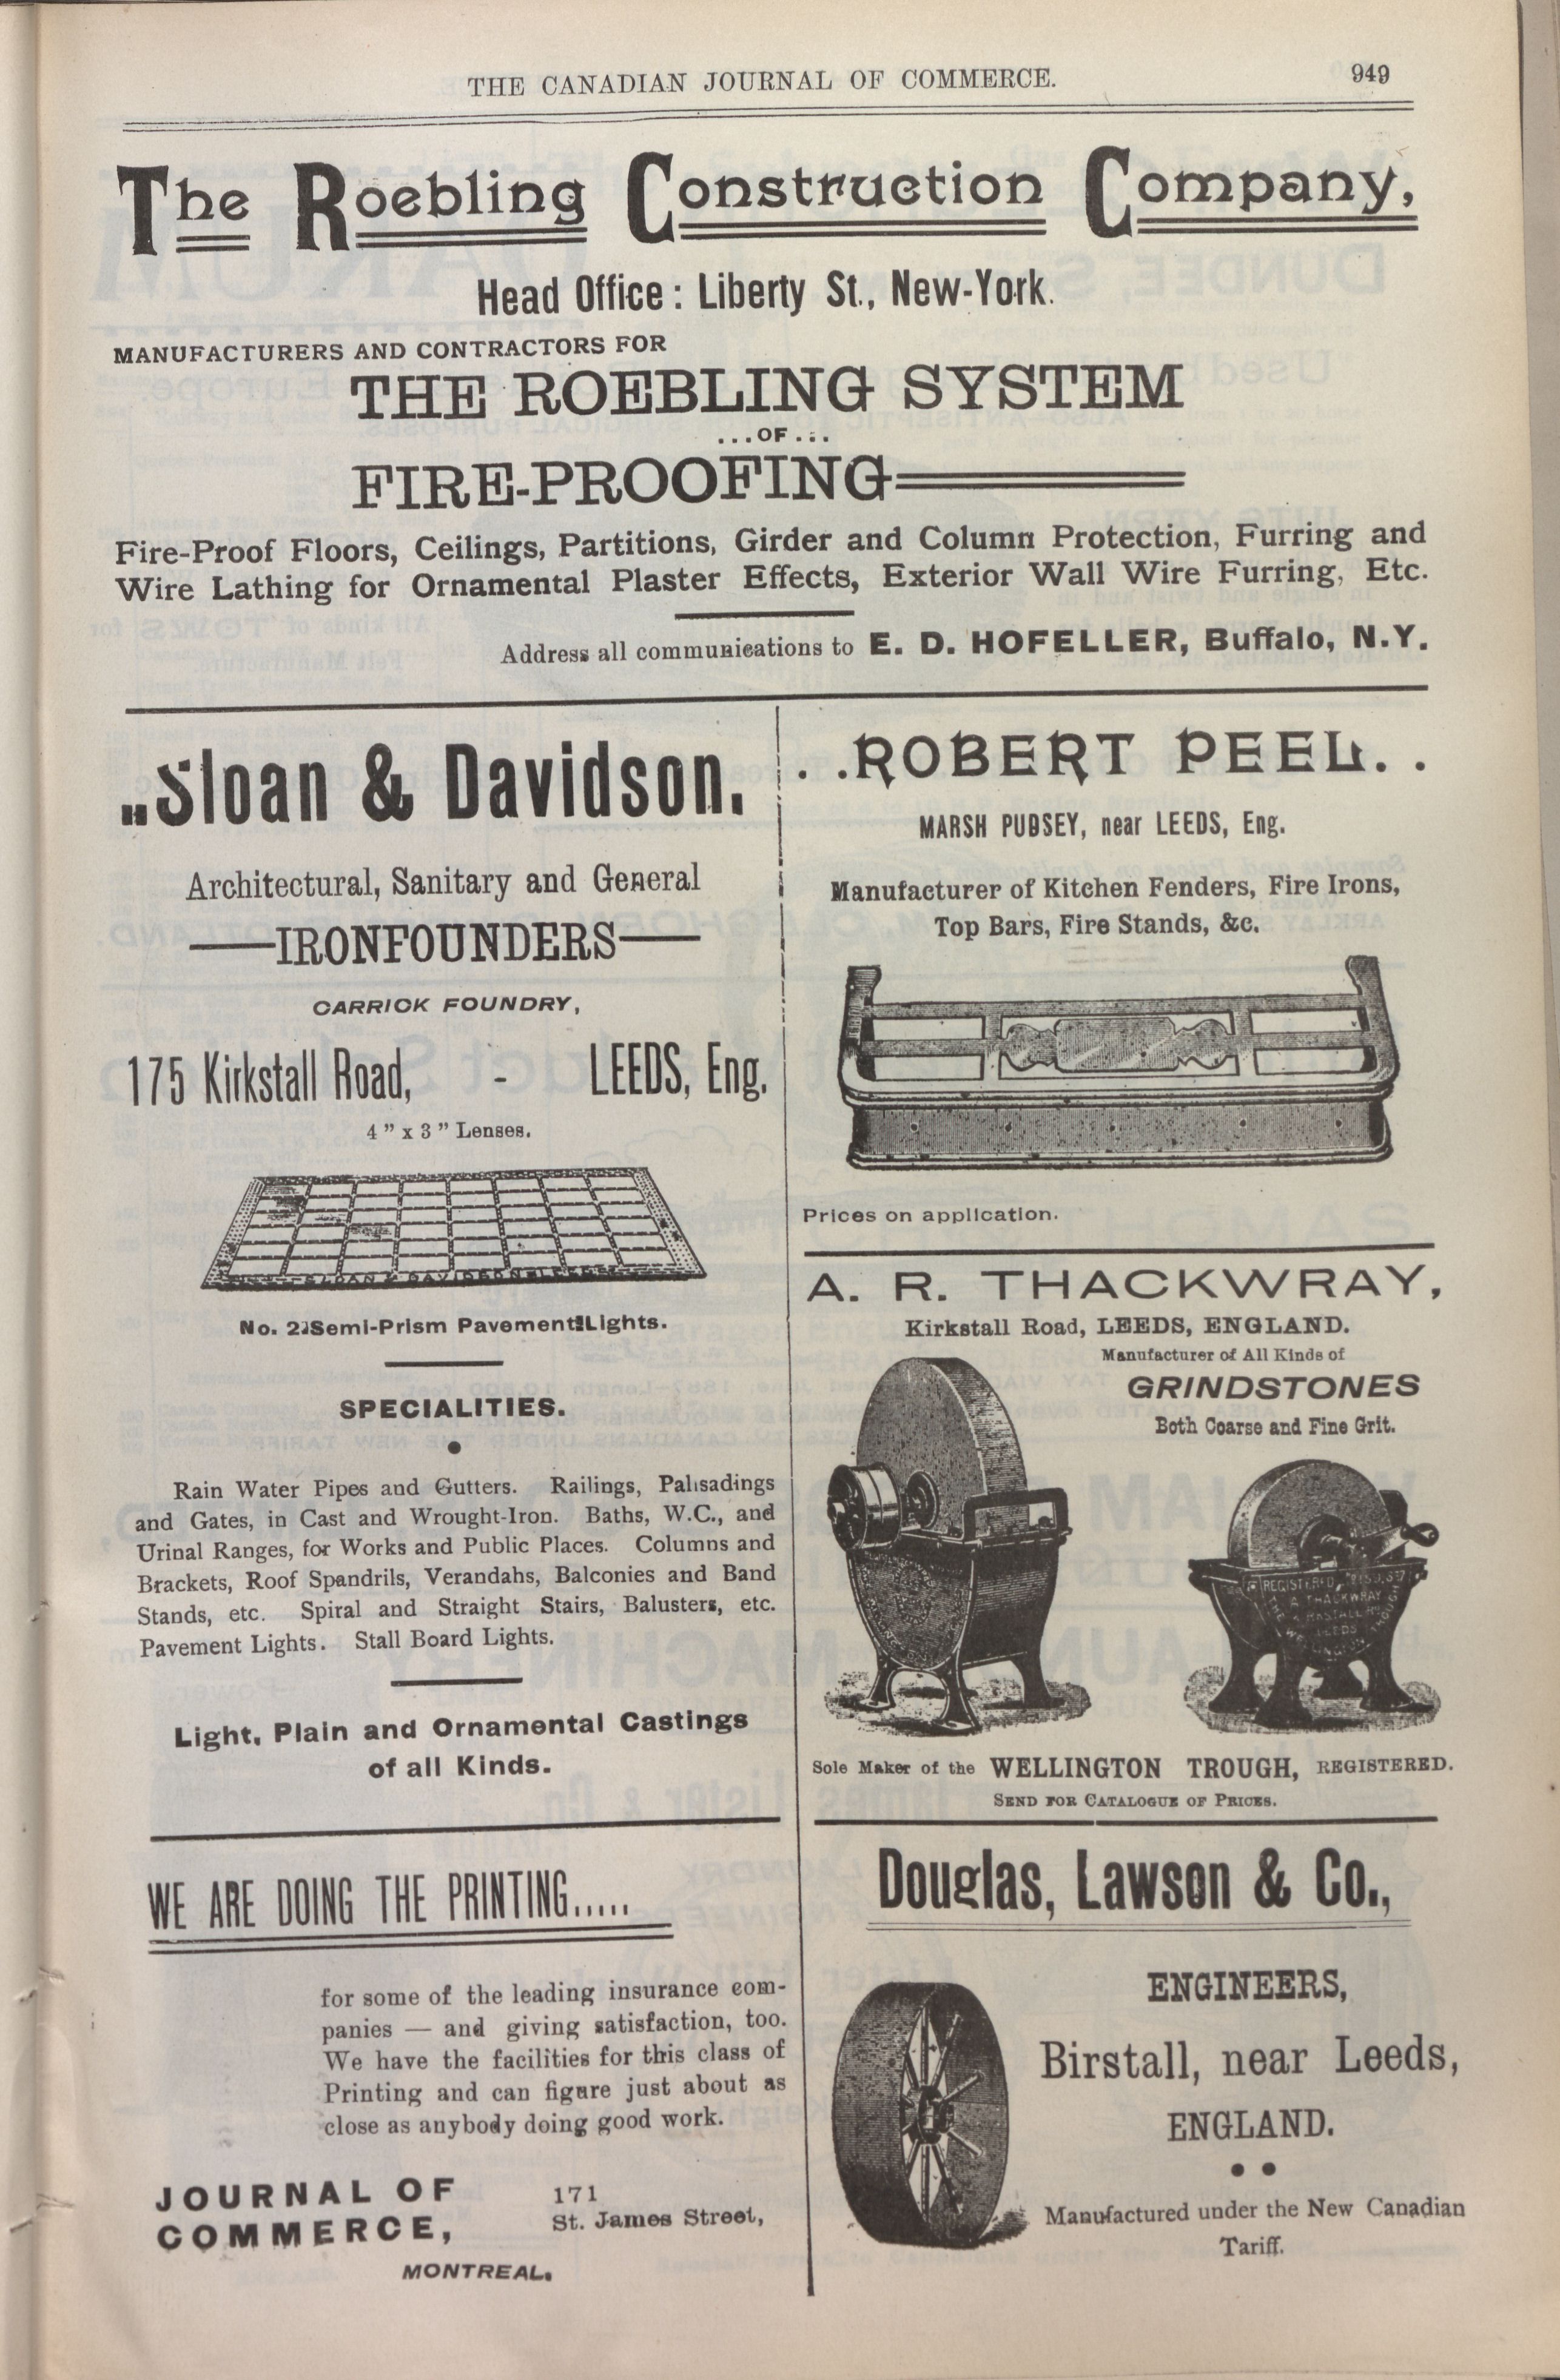 THE CANADIAN JOURNAL OF COMMERCE.
949
The Roebling Construction Company,
Head Office : Liberty St., New-York.
MANUFACTURERS AND CONTRACTORS FOR
THE ROEBLING SYSTEM
...OF...
FIRE-PROOFING
Fire-Proof Floors, Ceilings, Partitions, Girder and Column Protection, Furring and
Wire Lathing for Ornamental Plaster Effects, Exterior Wall Wire Furring, Etc.
Address all communications to E. D. HOFELLER, Buffalo, N.Y.
..Sloan & Davidson.
Architectural, Sanitary and General
—IRONFOUNDERS—
CARRICK FOUNDRY,
175 Kirkstall Road, - LEEDS, Eng.
4" x 3" Lenses.
SLOAN & DAVIDSON LEEDS
No. 2 Semi-Prism Pavement Lights.
SPECIALITIES.
Rain Water Pipes and Gutters. Railings, Palisadings
and Gates, in Cast and Wrought-Iron. Baths, W.C., and
Urinal Ranges, for Works and Public Places. Columns and
Brackets, Roof Spandrils, Verandahs, Balconies and Band
Stands, etc. Spiral and Straight Stairs, Balusters, etc.
Pavement Lights. Stall Board Lights.
Light, Plain and Ornamental Castings
of all Kinds.
WE ARE DOING THE PRINTING.....
for some of the leading insurance com-
panies — and giving satisfaction, too.
We have the facilities for this class of
Printing and can figure just about as
close as anybody doing good work.
JOURNAL OF
COMMERCE,
171
St. James Street,
MONTREAL.
. .ROBERT PEEL. .
MARSH PUDSEY, near LEEDS, Eng.
Manufacturer of Kitchen Fenders, Fire Irons,
Top Bars, Fire Stands, &c.
Prices on application.
A. R. THACKWRAY,
Kirkstall Road, LEEDS, ENGLAND.
Manufacturer of All Kinds of
GRINDSTONES
Both Coarse and Fine Grit.
REGISTERED
A THACKWRAY
KIRKSTALL RD
LEEDS
WELLINGTON TROUGH
Sole Maker of the WELLINGTON TROUGH, REGISTERED.
SEND FOR CATALOGUE OF PRICES.
Douglas, Lawson & Co.,
ENGINEERS,
Birstall, near Leeds,
ENGLAND.
Manufactured under the New Canadian
Tariff.